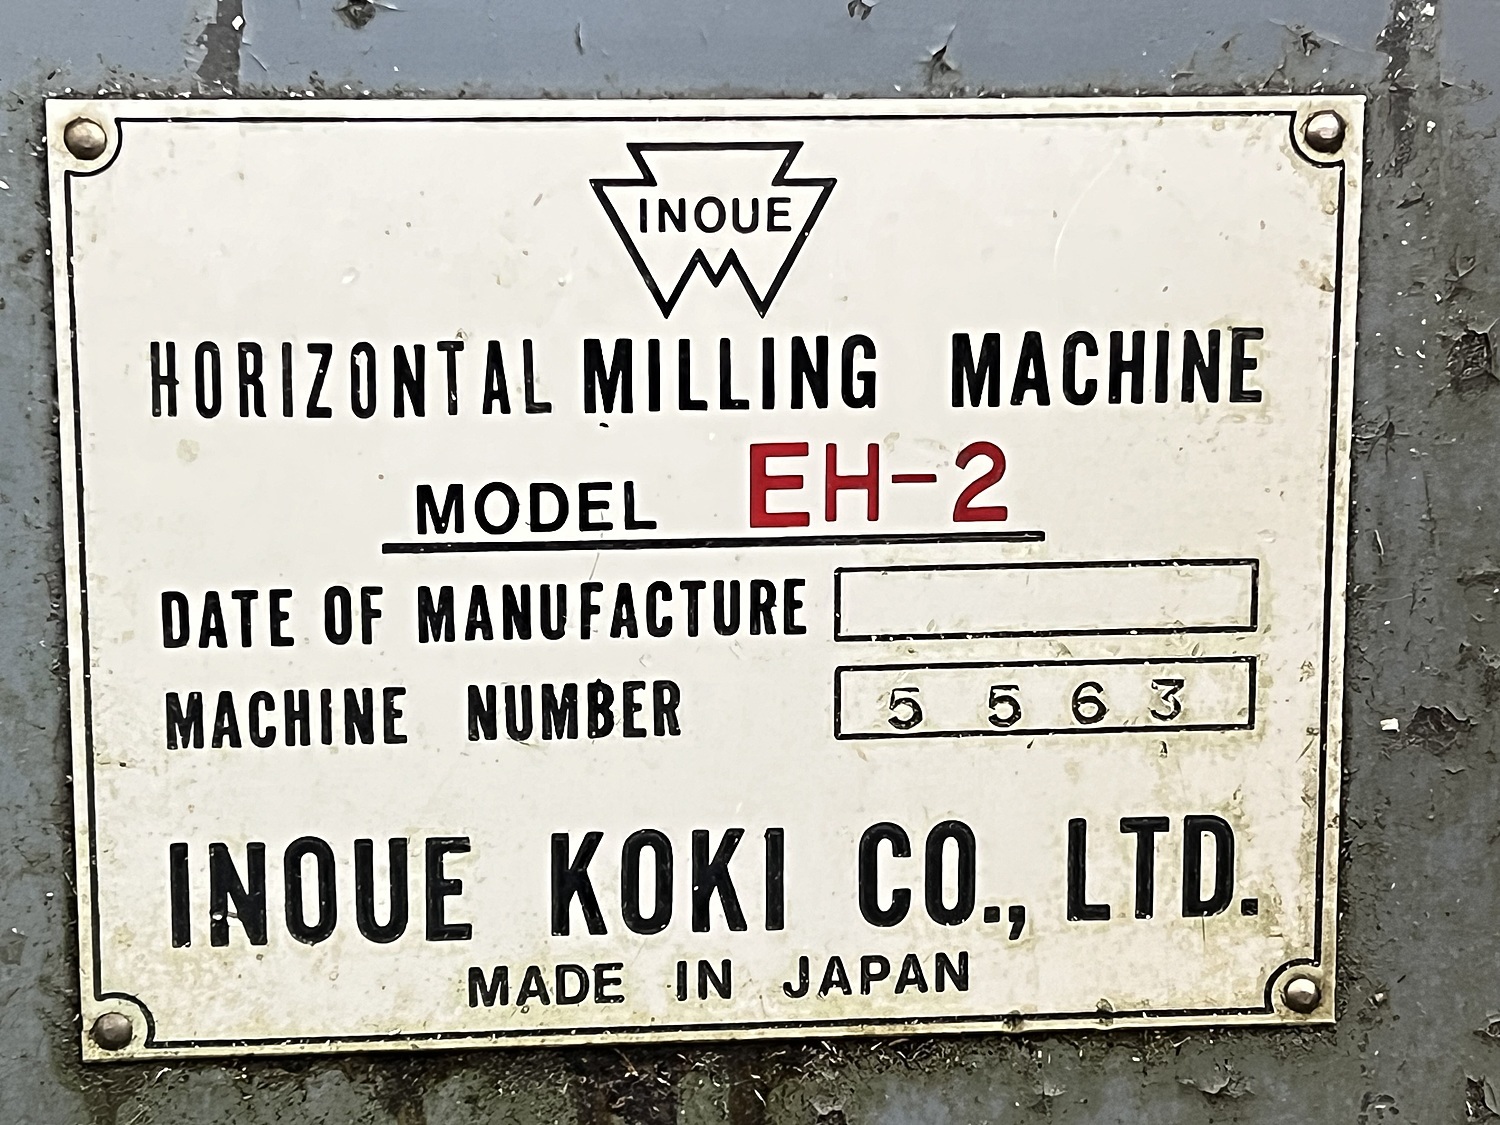 INOUE
HORIZONTAL MILLING MACHINE
MODEL EH-2
DATE OF MANUFACTURE
MACHINE NUMBER 5563
INOUE KOKI CO., LTD.
MADE IN JAPAN